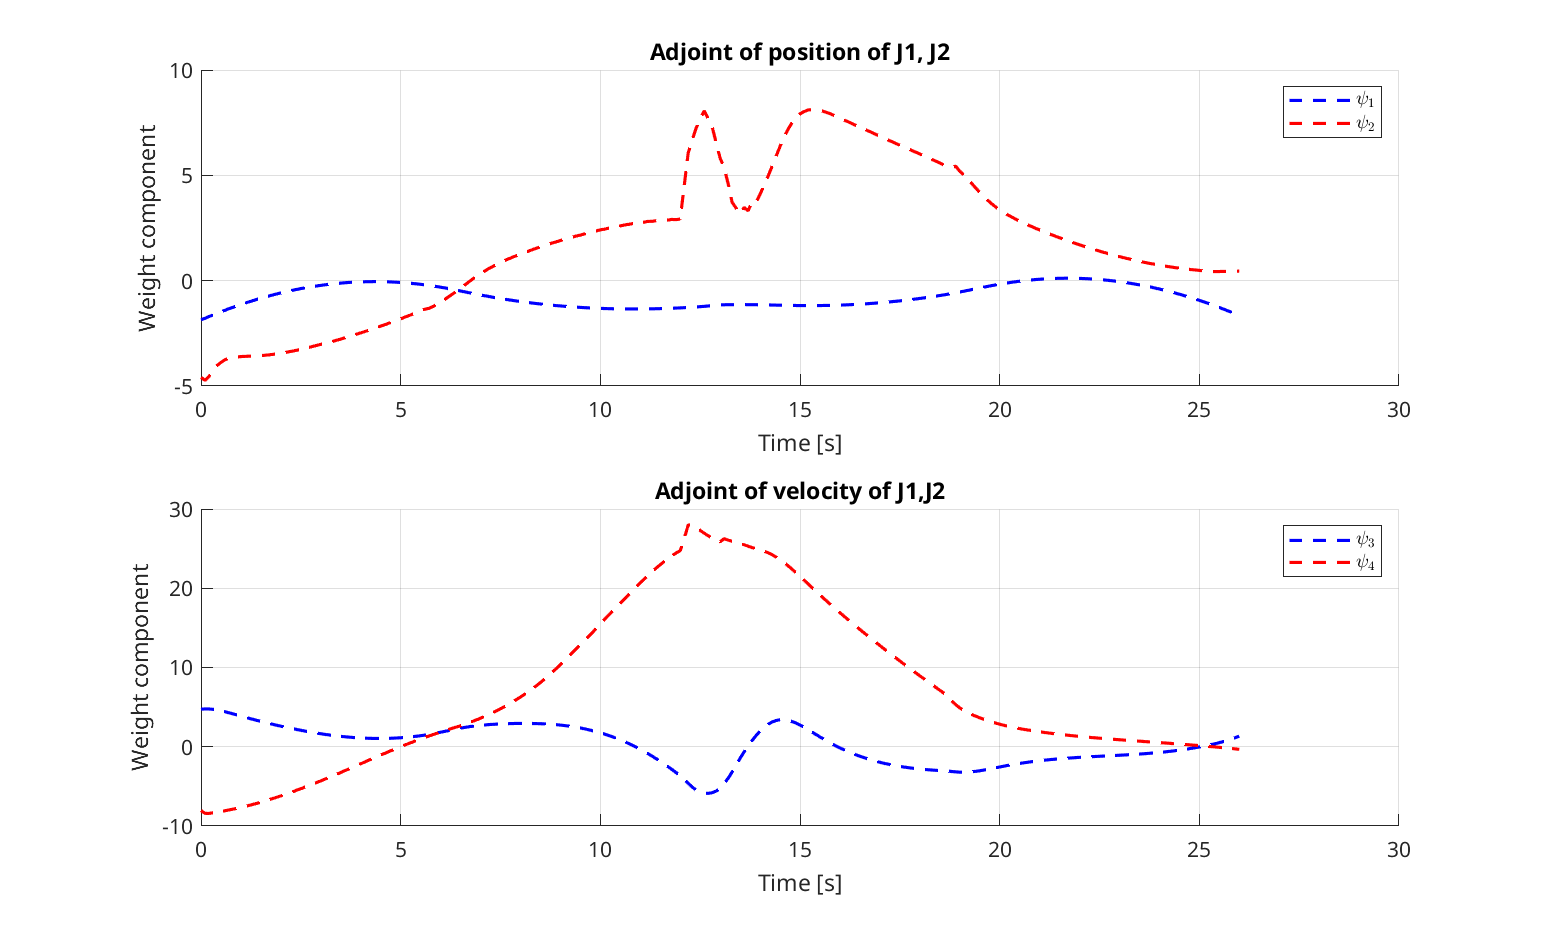 Adjoint of position of J1, J2
10
5
0
-5
Weight component
ψ1
ψ2
0 5 10 15 20 25 30
Time [s]
Adjoint of velocity of J1,J2
30
20
10
0
-10
Weight component
ψ3
ψ4
0 5 10 15 20 25 30
Time [s]